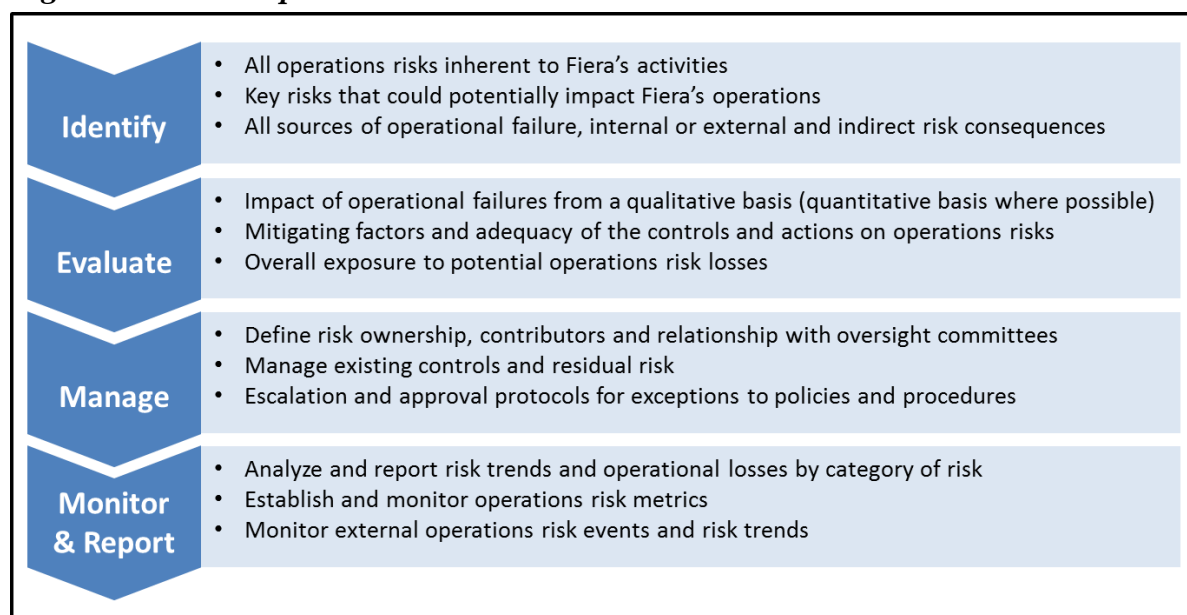 Identify
• All operations risks inherent to Fiera's activities
• Key risks that could potentially impact Fiera's operations
• All sources of operational failure, internal or external and indirect risk consequences
Evaluate
• Impact of operational failures from a qualitative basis (quantitative basis where possible)
• Mitigating factors and adequacy of the controls and actions on operations risks
• Overall exposure to potential operations risk losses
Manage
• Define risk ownership, contributors and relationship with oversight committees
• Manage existing controls and residual risk
• Escalation and approval protocols for exceptions to policies and procedures
Monitor
& Report
• Analyze and report risk trends and operational losses by category of risk
• Establish and monitor operations risk metrics
• Monitor external operations risk events and risk trends